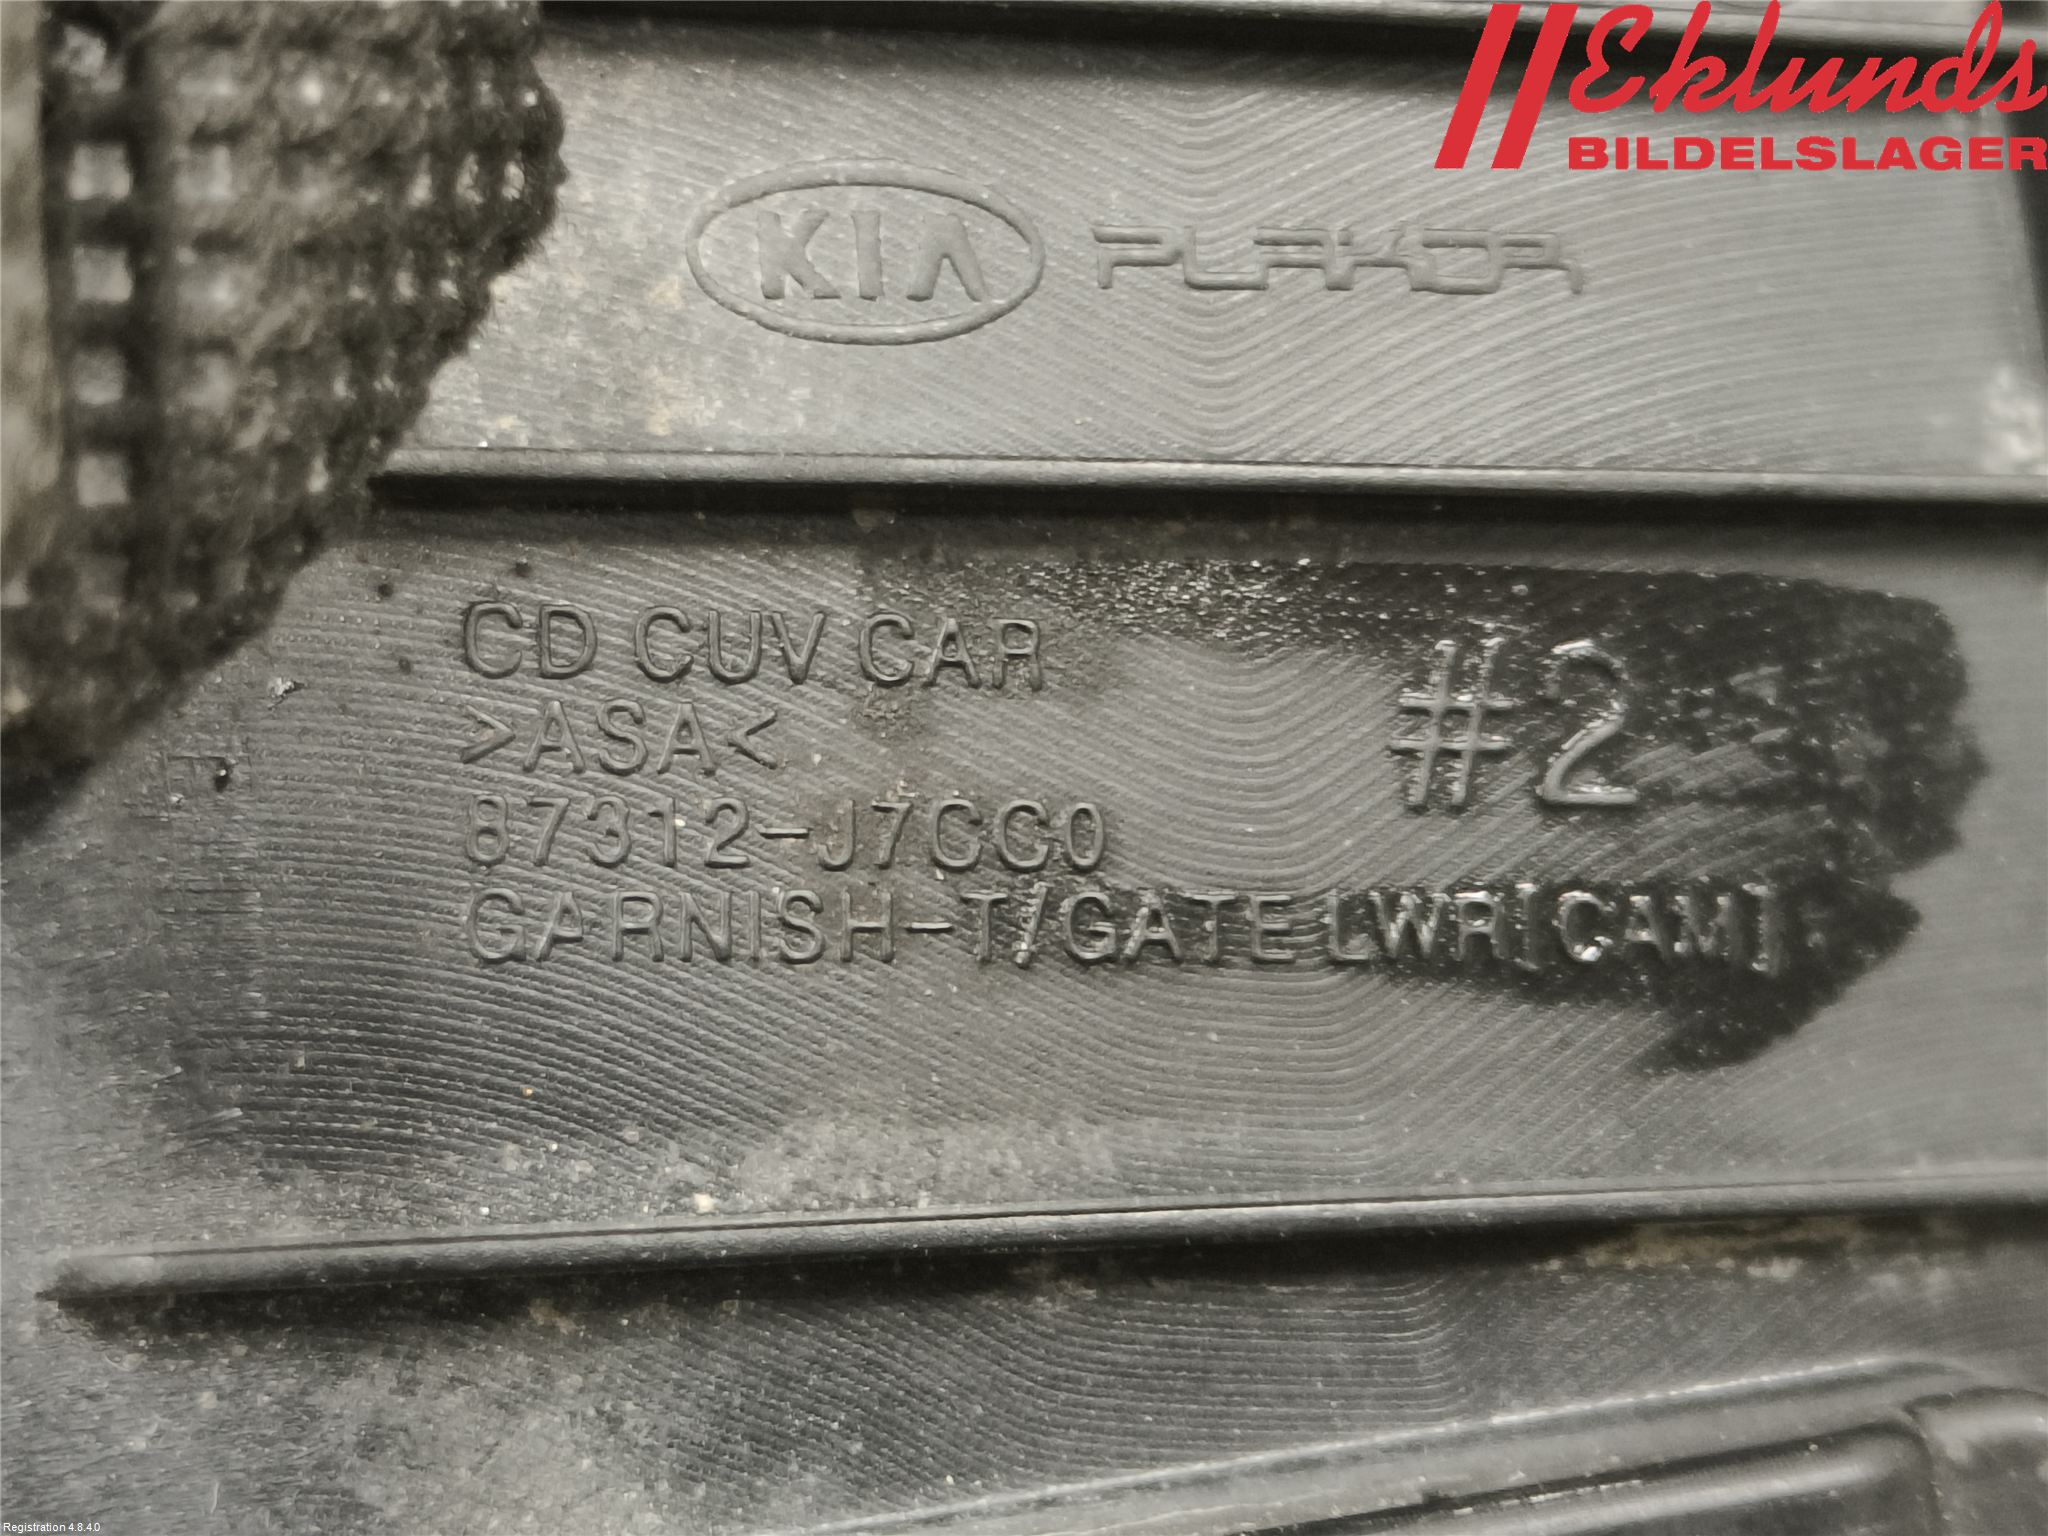 Eklunds
BILDELSLAGER
KIA PLAKOR
CD CUV CAR
>ASA<
#2
87312-J7CC0
GARNISH-T/GATE LWR[CAM]
Registration 4.8.4.0